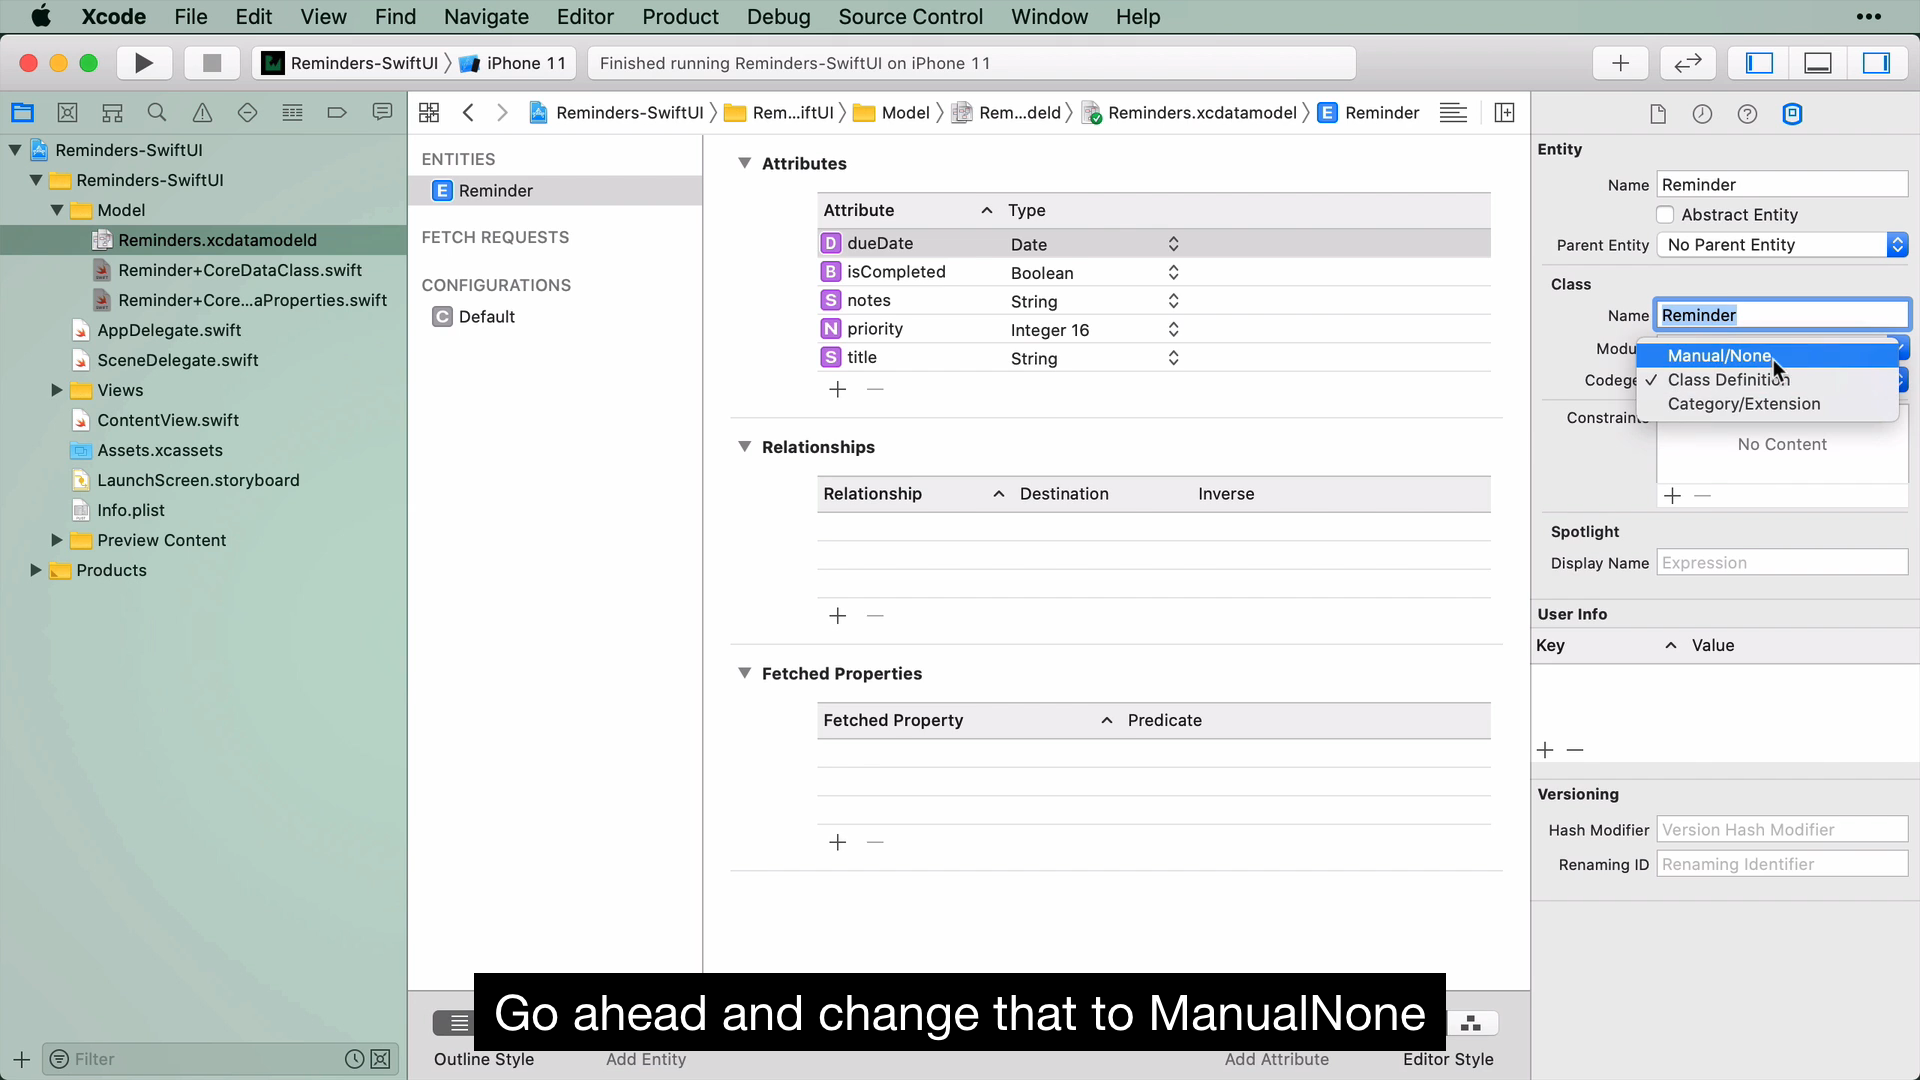 Xcode File Edit View Find Navigate Editor Product Debug Source Control Window Help •••
Reminders-SwiftUI iPhone 11
Finished running Reminders-SwiftUI on iPhone 11
Reminders-SwiftUI Rem...iftUI Model Rem...deld Reminders.xcdatamodel E Reminder
Reminders-SwiftUI
Reminders-SwiftUI
Model
Reminders.xcdatamodeld
Reminder+CoreDataClass.swift
Reminder+Core...aProperties.swift
AppDelegate.swift
SceneDelegate.swift
Views
ContentView.swift
Assets.xcassets
LaunchScreen.storyboard
Info.plist
Preview Content
Products
Filter
ENTITIES
E Reminder
FETCH REQUESTS
CONFIGURATIONS
C Default
Attributes
Attribute Type
D dueDate Date
B isCompleted Boolean
S notes String
N priority Integer 16
S title String
Relationships
Relationship Destination Inverse
Fetched Properties
Fetched Property Predicate
Entity
Name Reminder
Abstract Entity
Parent Entity No Parent Entity
Class
Name Reminder
Manual/None
Class Definition
Category/Extension
No Content
Spotlight
Display Name Expression
User Info
Key Value
Versioning
Hash Modifier Version Hash Modifier
Renaming ID Renaming Identifier
Go ahead and change that to ManualNone
Outline Style Add Entity Add Attribute Editor Style